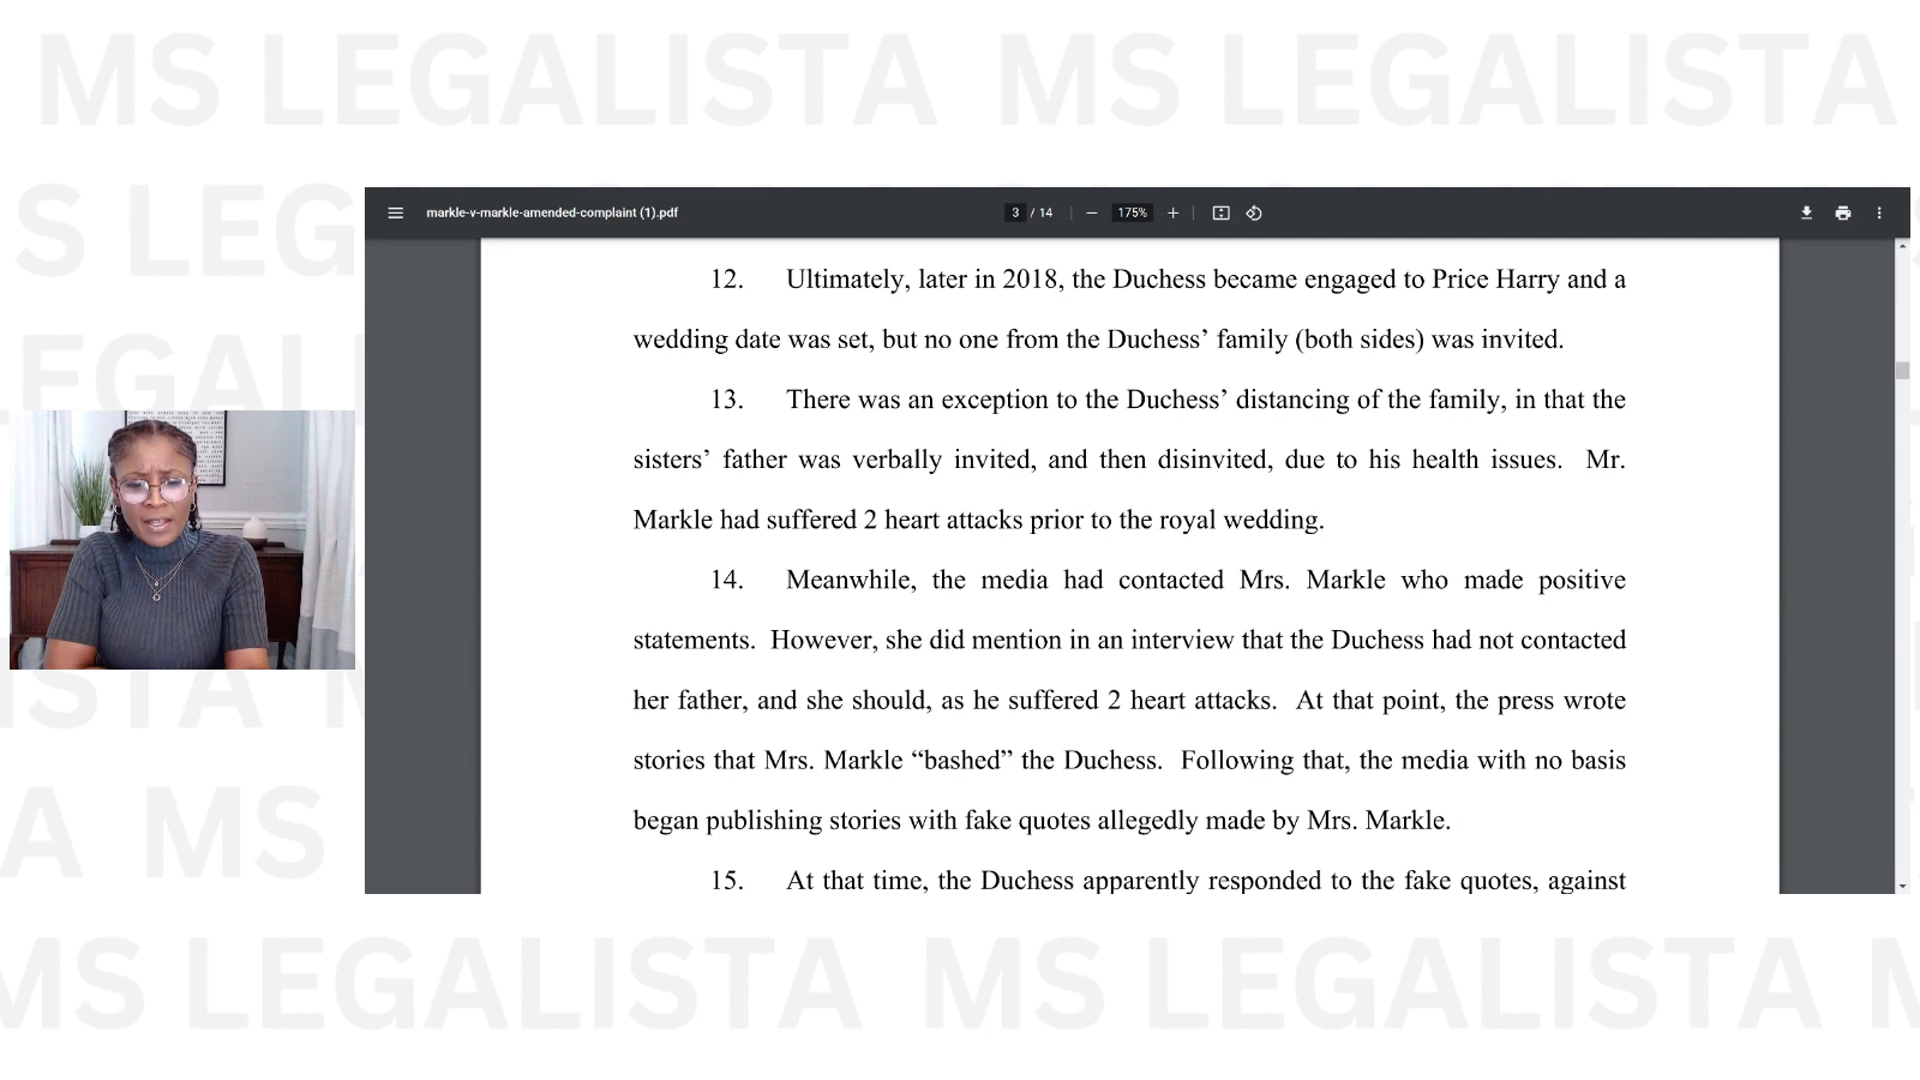 MS LEGALISTA MS LEGALISTA
S LEG
markle-v-markle-amended-complaint (1).pdf
3 / 14
175%
12. Ultimately, later in 2018, the Duchess became engaged to Price Harry and a
wedding date was set, but no one from the Duchess’ family (both sides) was invited.
13. There was an exception to the Duchess’ distancing of the family, in that the
sisters’ father was verbally invited, and then disinvited, due to his health issues. Mr.
Markle had suffered 2 heart attacks prior to the royal wedding.
14. Meanwhile, the media had contacted Mrs. Markle who made positive
statements. However, she did mention in an interview that the Duchess had not contacted
her father, and she should, as he suffered 2 heart attacks. At that point, the press wrote
stories that Mrs. Markle “bashed” the Duchess. Following that, the media with no basis
began publishing stories with fake quotes allegedly made by Mrs. Markle.
15. At that time, the Duchess apparently responded to the fake quotes, against
EGALI
ISTA M
A MS
MS LEGALISTA MS LEGALISTA M